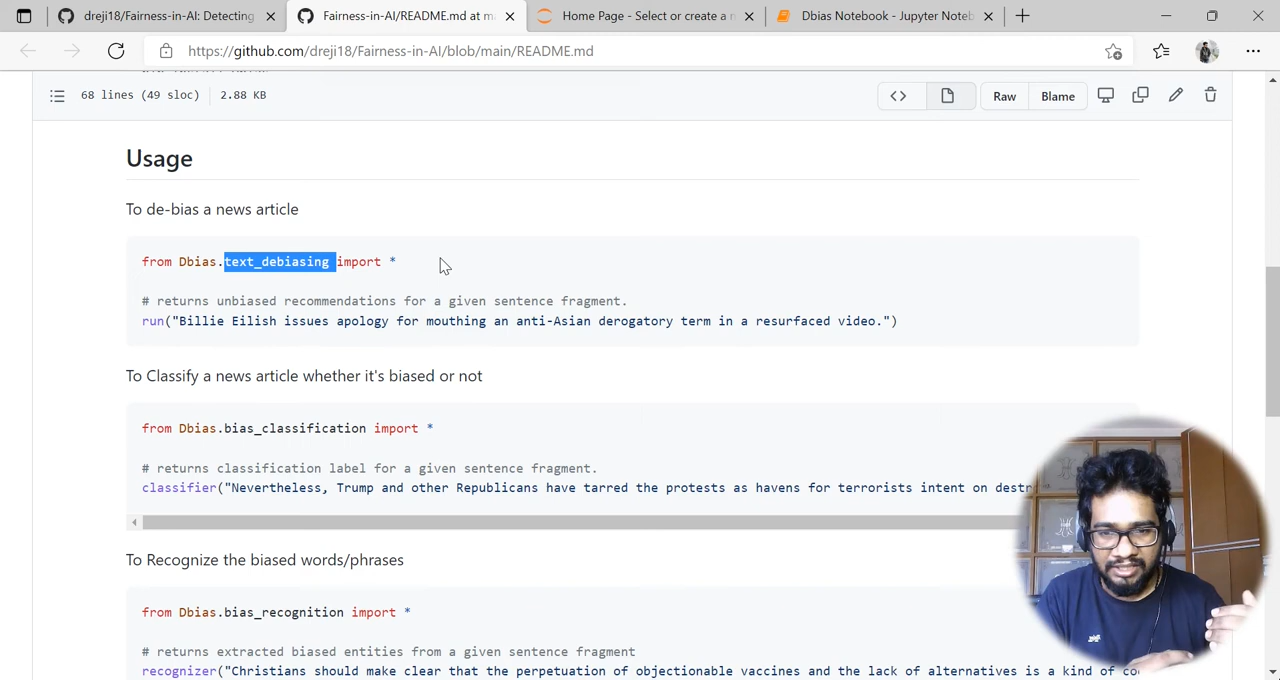 dreji18/Fairness-in-AI: Detecting
Fairness-in-AI/README.md at m
Home Page - Select or create a n
Dbias Notebook - Jupyter Noteb
https://github.com/dreji18/Fairness-in-AI/blob/main/README.md
68 lines (49 sloc)
2.88 KB
Raw
Blame
Usage
To de-bias a news article
from Dbias.text_debiasing import *
# returns unbiased recommendations for a given sentence fragment.
run("Billie Eilish issues apology for mouthing an anti-Asian derogatory term in a resurfaced video.")
To Classify a news article whether it's biased or not
from Dbias.bias_classification import *
# returns classification label for a given sentence fragment.
classifier("Nevertheless, Trump and other Republicans have tarred the protests as havens for terrorists intent on destr
To Recognize the biased words/phrases
from Dbias.bias_recognition import *
# returns extracted biased entities from a given sentence fragment
recognizer("Christians should make clear that the perpetuation of objectionable vaccines and the lack of alternatives is a kind of co